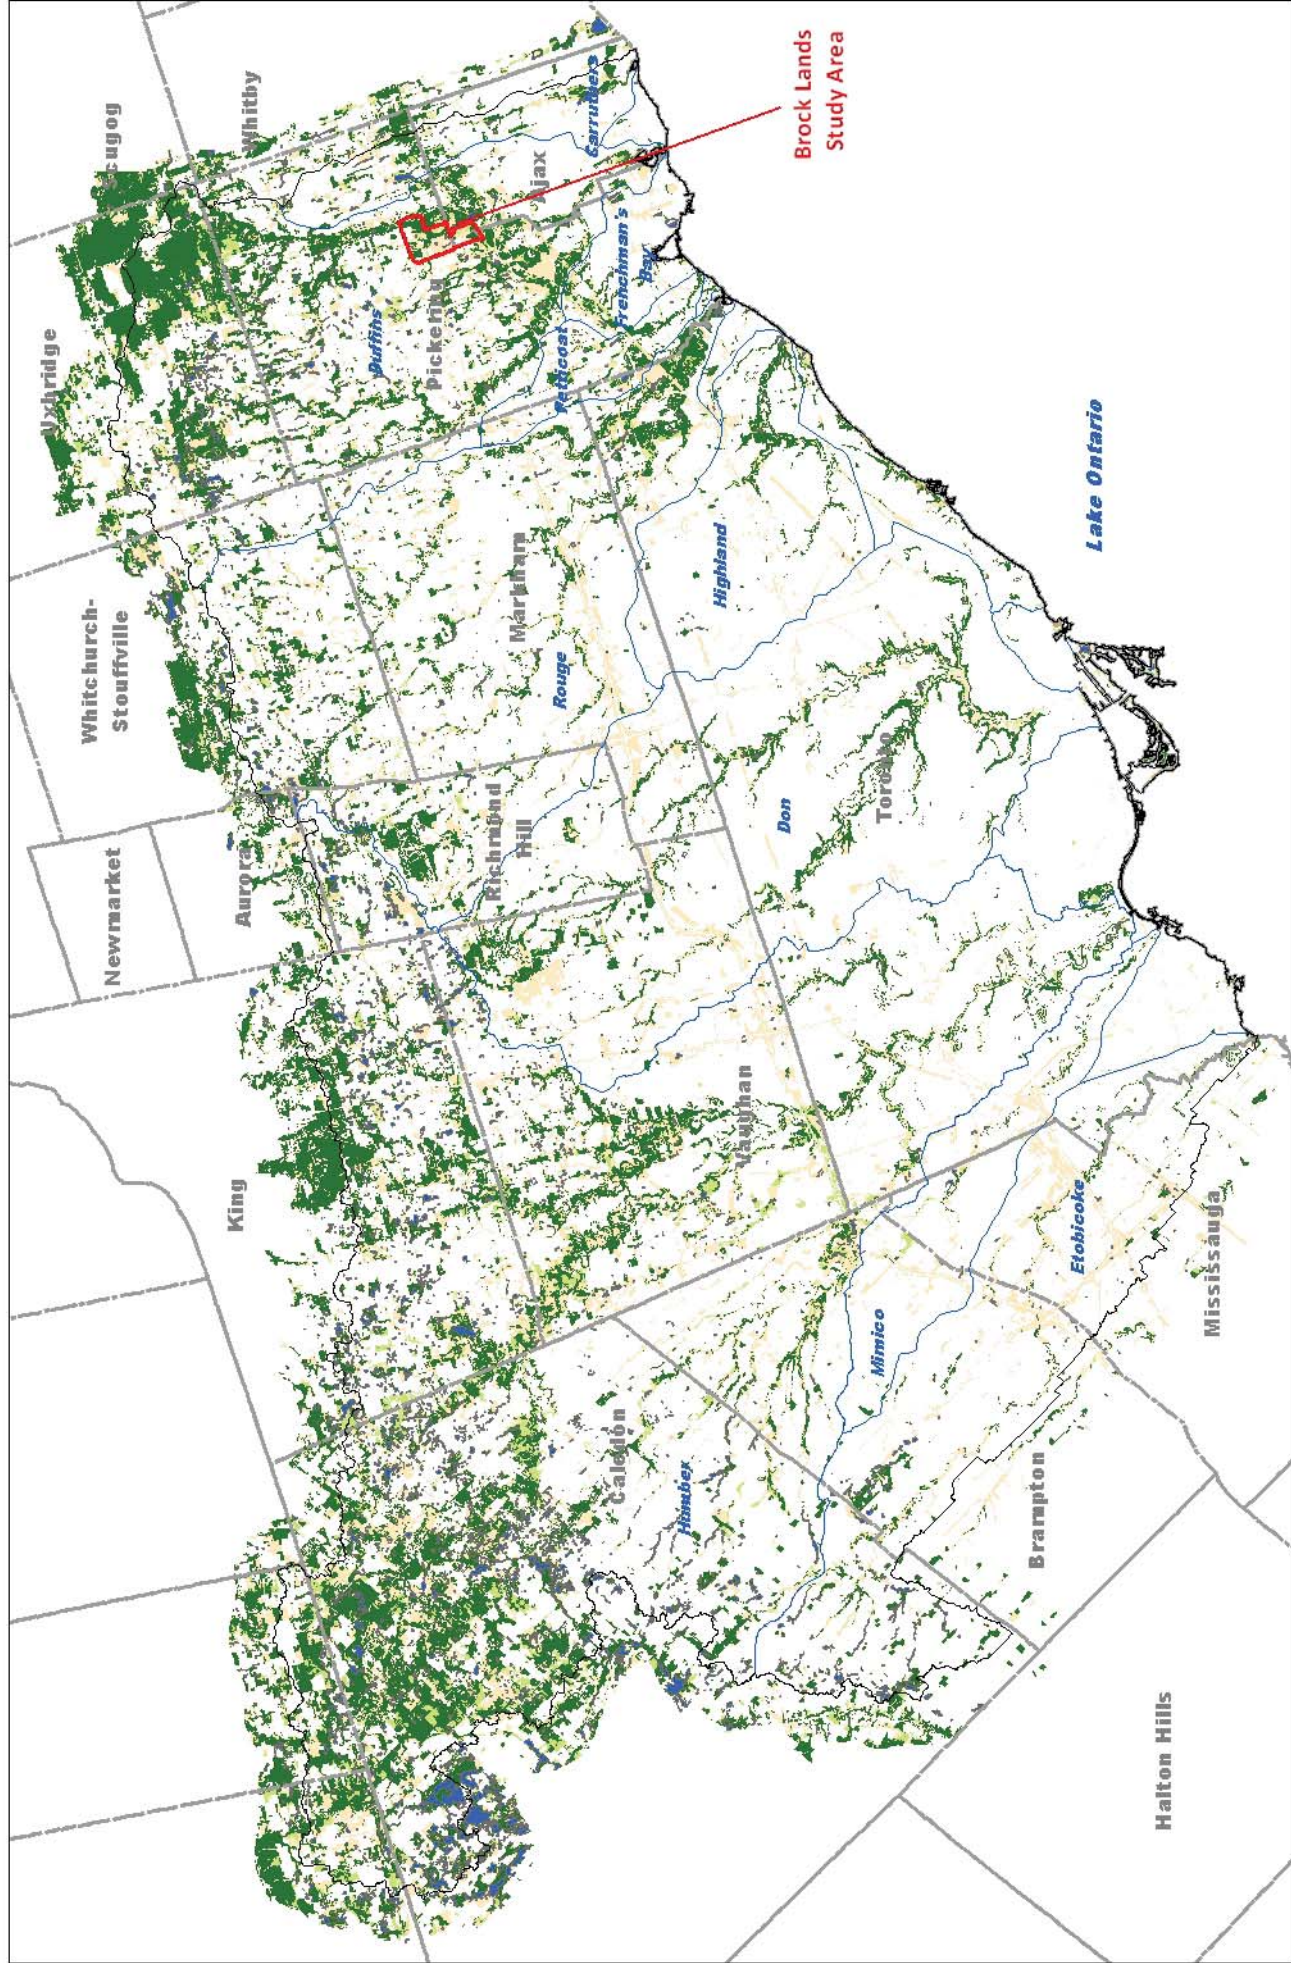 Uxbridge
Scugog
Whitby
Whitchurch-
Stouffville
Newmarket
Aurora
King
Duffins
Pickering
Ajax
Carruthers
Frenchman's
Bay
Petticoat
Brock Lands
Study Area
Markham
Rouge
Richmond
Hill
Highland
Don
Toronto
Lake Ontario
Vaughan
Caledon
Humber
Mimico
Etobicoke
Mississauga
Brampton
Halton Hills